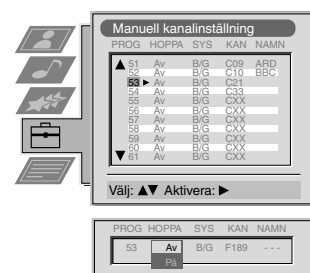 Manuell kanalinställning
PROG HOPPA SYS KAN NAMN
51 Av B/G C09 ARD
52 Av B/G C10 BBC
53 Av B/G C21
54 Av B/G C33
55 Av B/G CXX
56 Av B/G CXX
57 Av B/G CXX
58 Av B/G CXX
59 Av B/G CXX
60 Av B/G CXX
61 Av B/G CXX
Välj: ▲▼ Aktivera: ►
PROG HOPPA SYS KAN NAMN
53 Av B/G F189 - - -
På